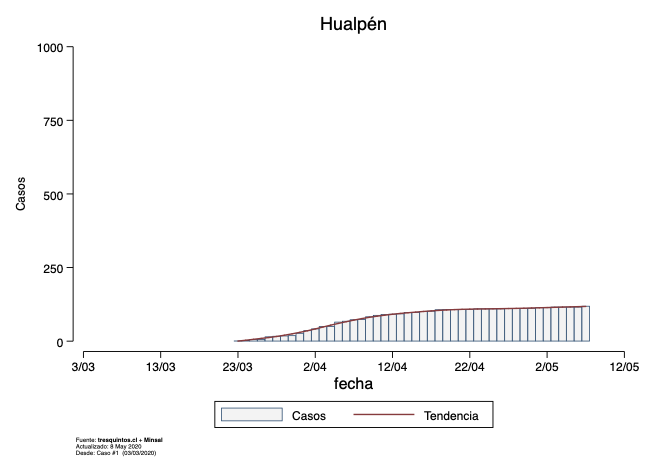 Hualpén
1000
750
500
250
0
Casos
3/03 13/03 23/03 2/04 12/04 22/04 2/05 12/05
fecha
Casos Tendencia
Fuente: tresquintos.cl + Minsal
Actualizado: 8 May 2020
Desde: Caso #1 (03/03/2020)